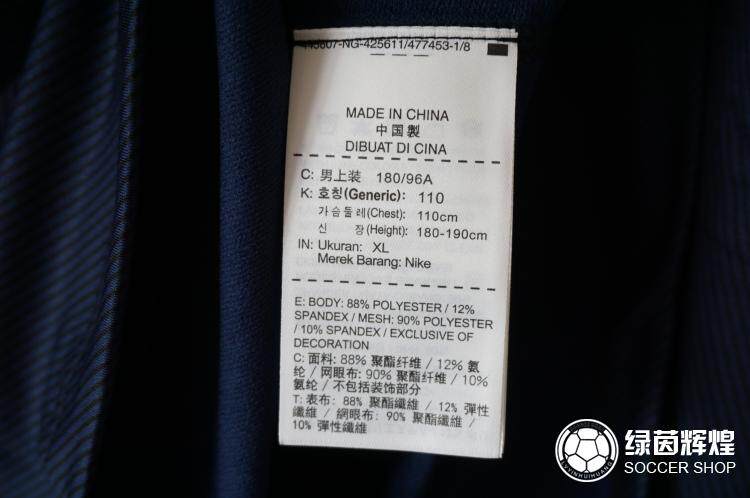 -NG-425611/477453-1/8
MADE IN CHINA
中国製
DIBUAT DI CINA
C: 男上装 180/96A
K: 호칭(Generic): 110
가슴둘레(Chest): 110cm
신 장(Height): 180-190cm
IN: Ukuran: XL
Merek Barang: Nike
E: BODY: 88% POLYESTER / 12%
SPANDEX / MESH; 90% POLYESTER
/ 10% SPANDEX / EXCLUSIVE OF
DECORATION
C: 面料: 88% 聚酯纤维 / 12% 氨
纶 / 网眼布: 90% 聚酯纤维 / 10%
氨纶 / 不包括装饰部分
T: 表布: 88% 聚酯纖維 / 12% 彈性
纖維 / 網眼布: 90% 聚酯纖維 /
10% 彈性纖維
绿茵辉煌
SOCCER SHOP